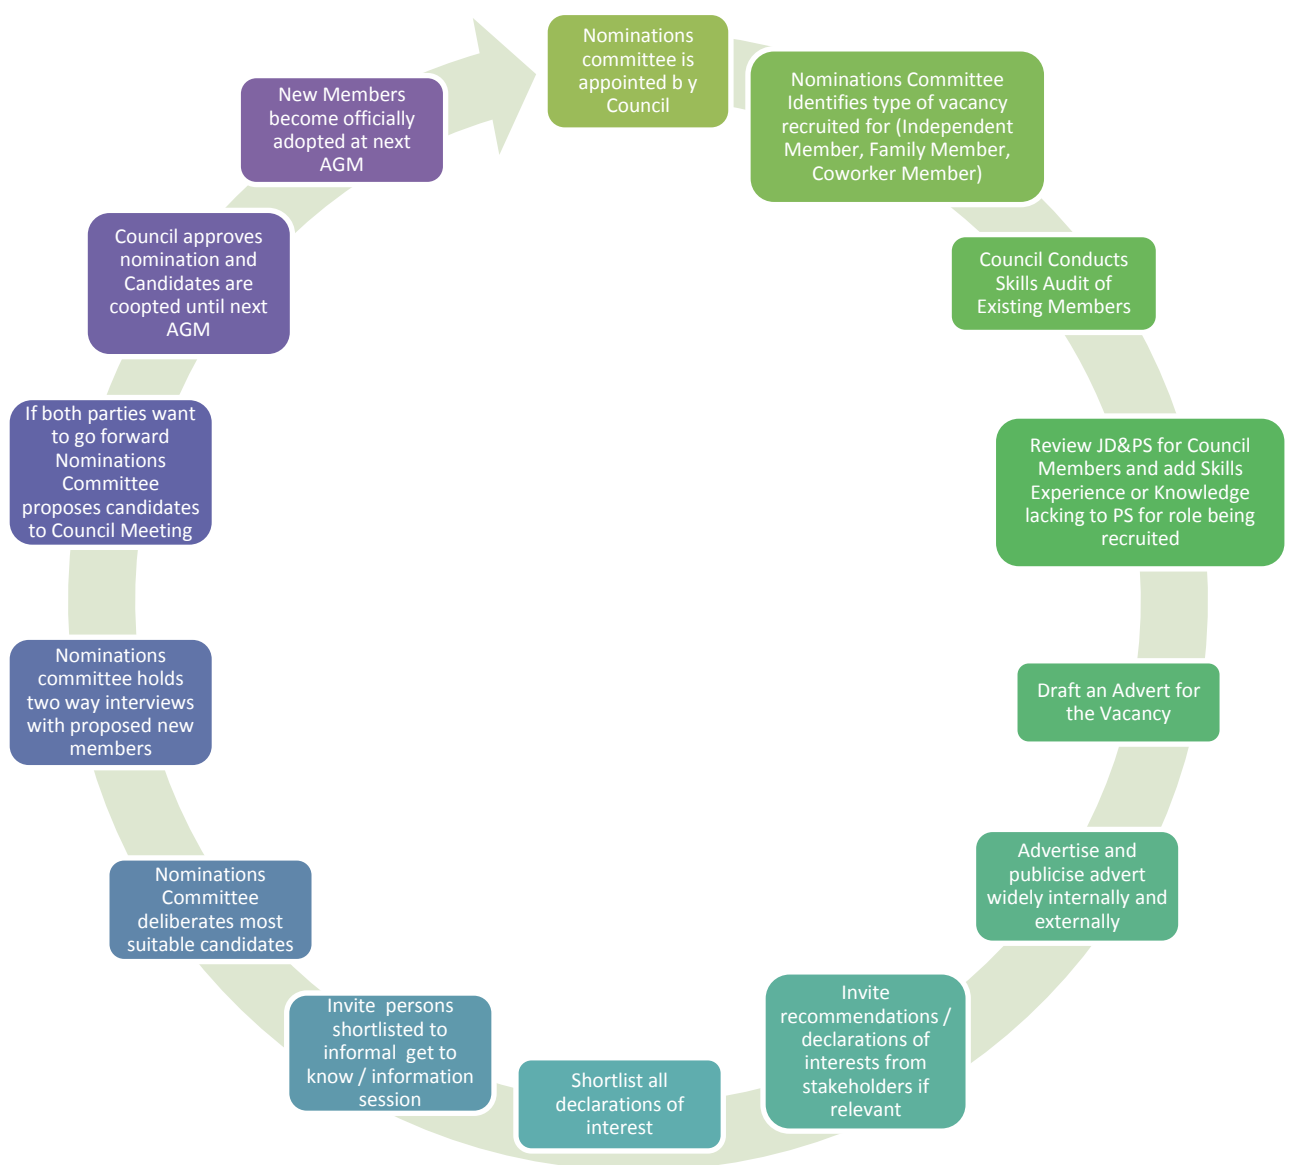 Nominations
committee is
appointed b y
Council
Nominations Committee
Identifies type of vacancy
recruited for (Independent
Member, Family Member,
Coworker Member)
Council Conducts
Skills Audit of
Existing Members
Review JD&PS for Council
Members and add Skills
Experience or Knowledge
lacking to PS for role being
recruited
Draft an Advert for
the Vacancy
Advertise and
publicise advert
widely internally and
externally
Invite
recommendations /
declarations of
interests from
stakeholders if
relevant
Shortlist all
declarations of
interest
Invite  persons
shortlisted to
informal  get to
know / information
session
Nominations
Committee
deliberates most
suitable candidates
Nominations
committee holds
two way interviews
with proposed new
members
If both parties want
to go forward
Nominations
Committee
proposes candidates
to Council Meeting
Council approves
nomination and
Candidates are
coopted until next
AGM
New Members
become officially
adopted at next
AGM